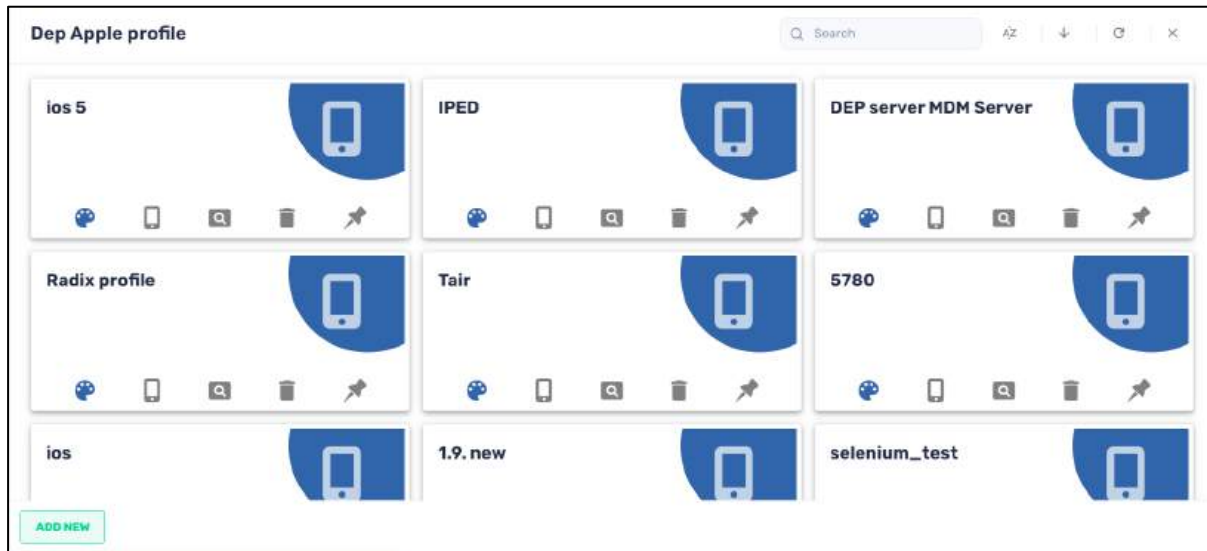 Dep Apple profile
Search
AZ
ios 5
IPED
DEP server MDM Server
Radix profile
Tair
5780
ios
1.9. new
selenium_test
ADD NEW